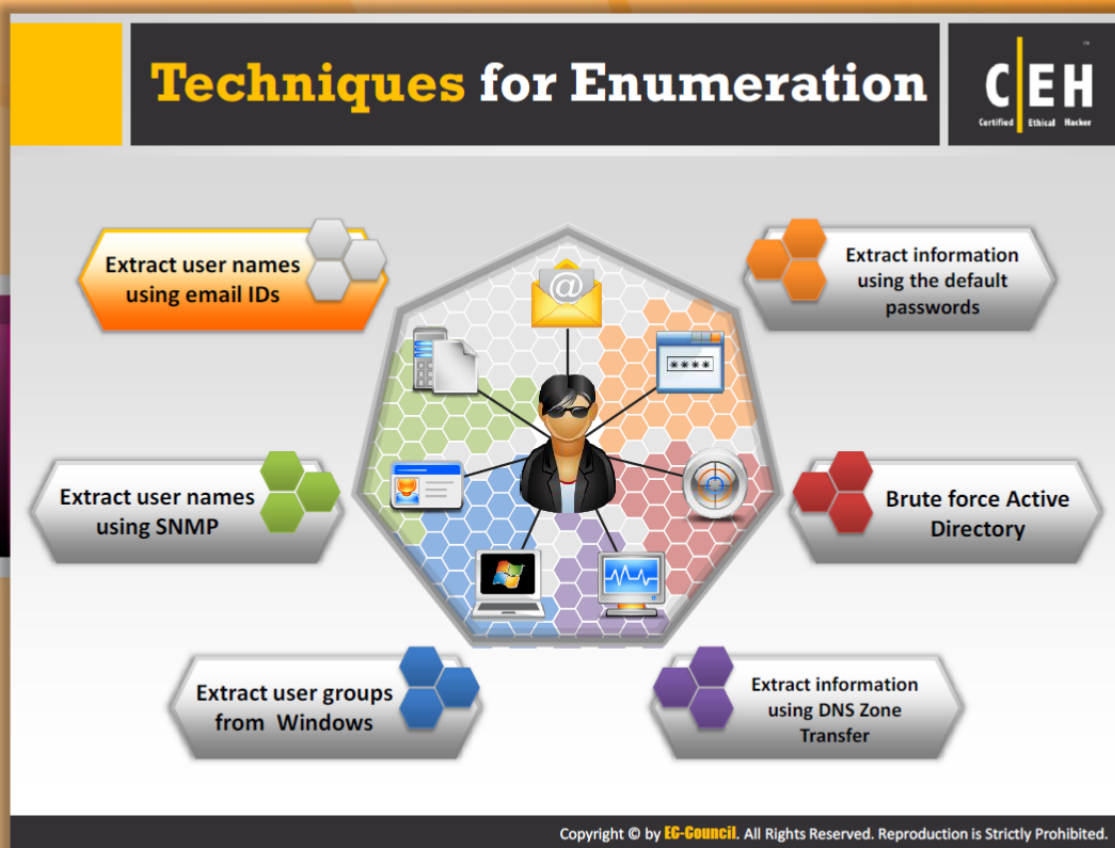 Techniques for Enumeration
C|EH
TM
Certified Ethical Hacker
Extract user names
using email IDs
@
****
Extract information
using the default
passwords
Extract user names
using SNMP
Brute force Active
Directory
Extract user groups
from Windows
Extract information
using DNS Zone
Transfer
Copyright © by EC-Council. All Rights Reserved. Reproduction is Strictly Prohibited.